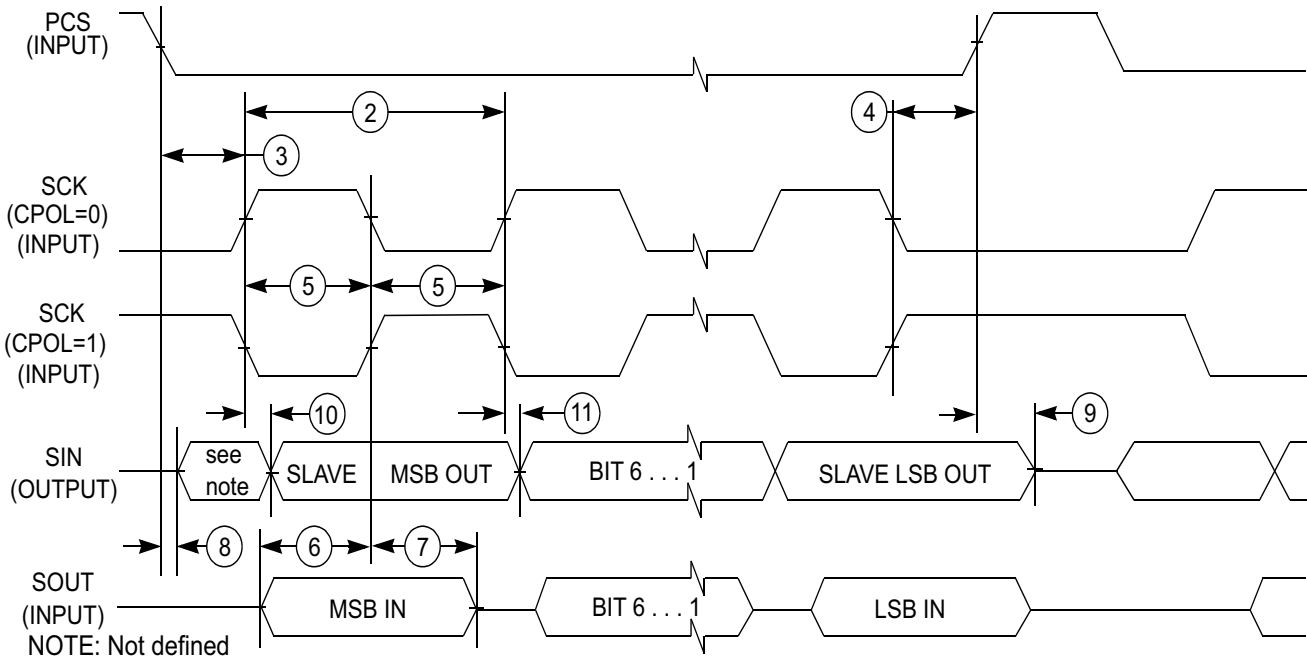 PCS
(INPUT)
2
4
3
SCK
(CPOL=0)
(INPUT)
5
5
SCK
(CPOL=1)
(INPUT)
10
11
9
SIN
(OUTPUT)
see
note
SLAVE
MSB OUT
BIT 6 . . . 1
SLAVE LSB OUT
8
6
7
SOUT
(INPUT)
MSB IN
BIT 6 . . . 1
LSB IN
NOTE: Not defined